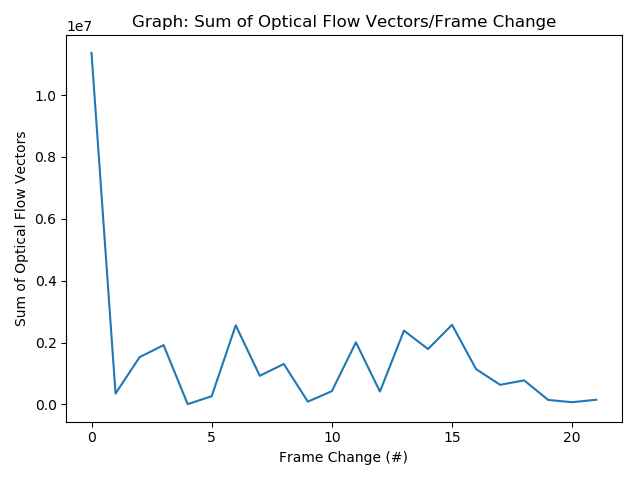 Graph: Sum of Optical Flow Vectors/Frame Change
1e7
1.0
0.8
0.6
0.4
0.2
0.0
Sum of Optical Flow Vectors
0 5 10 15 20
Frame Change (#)